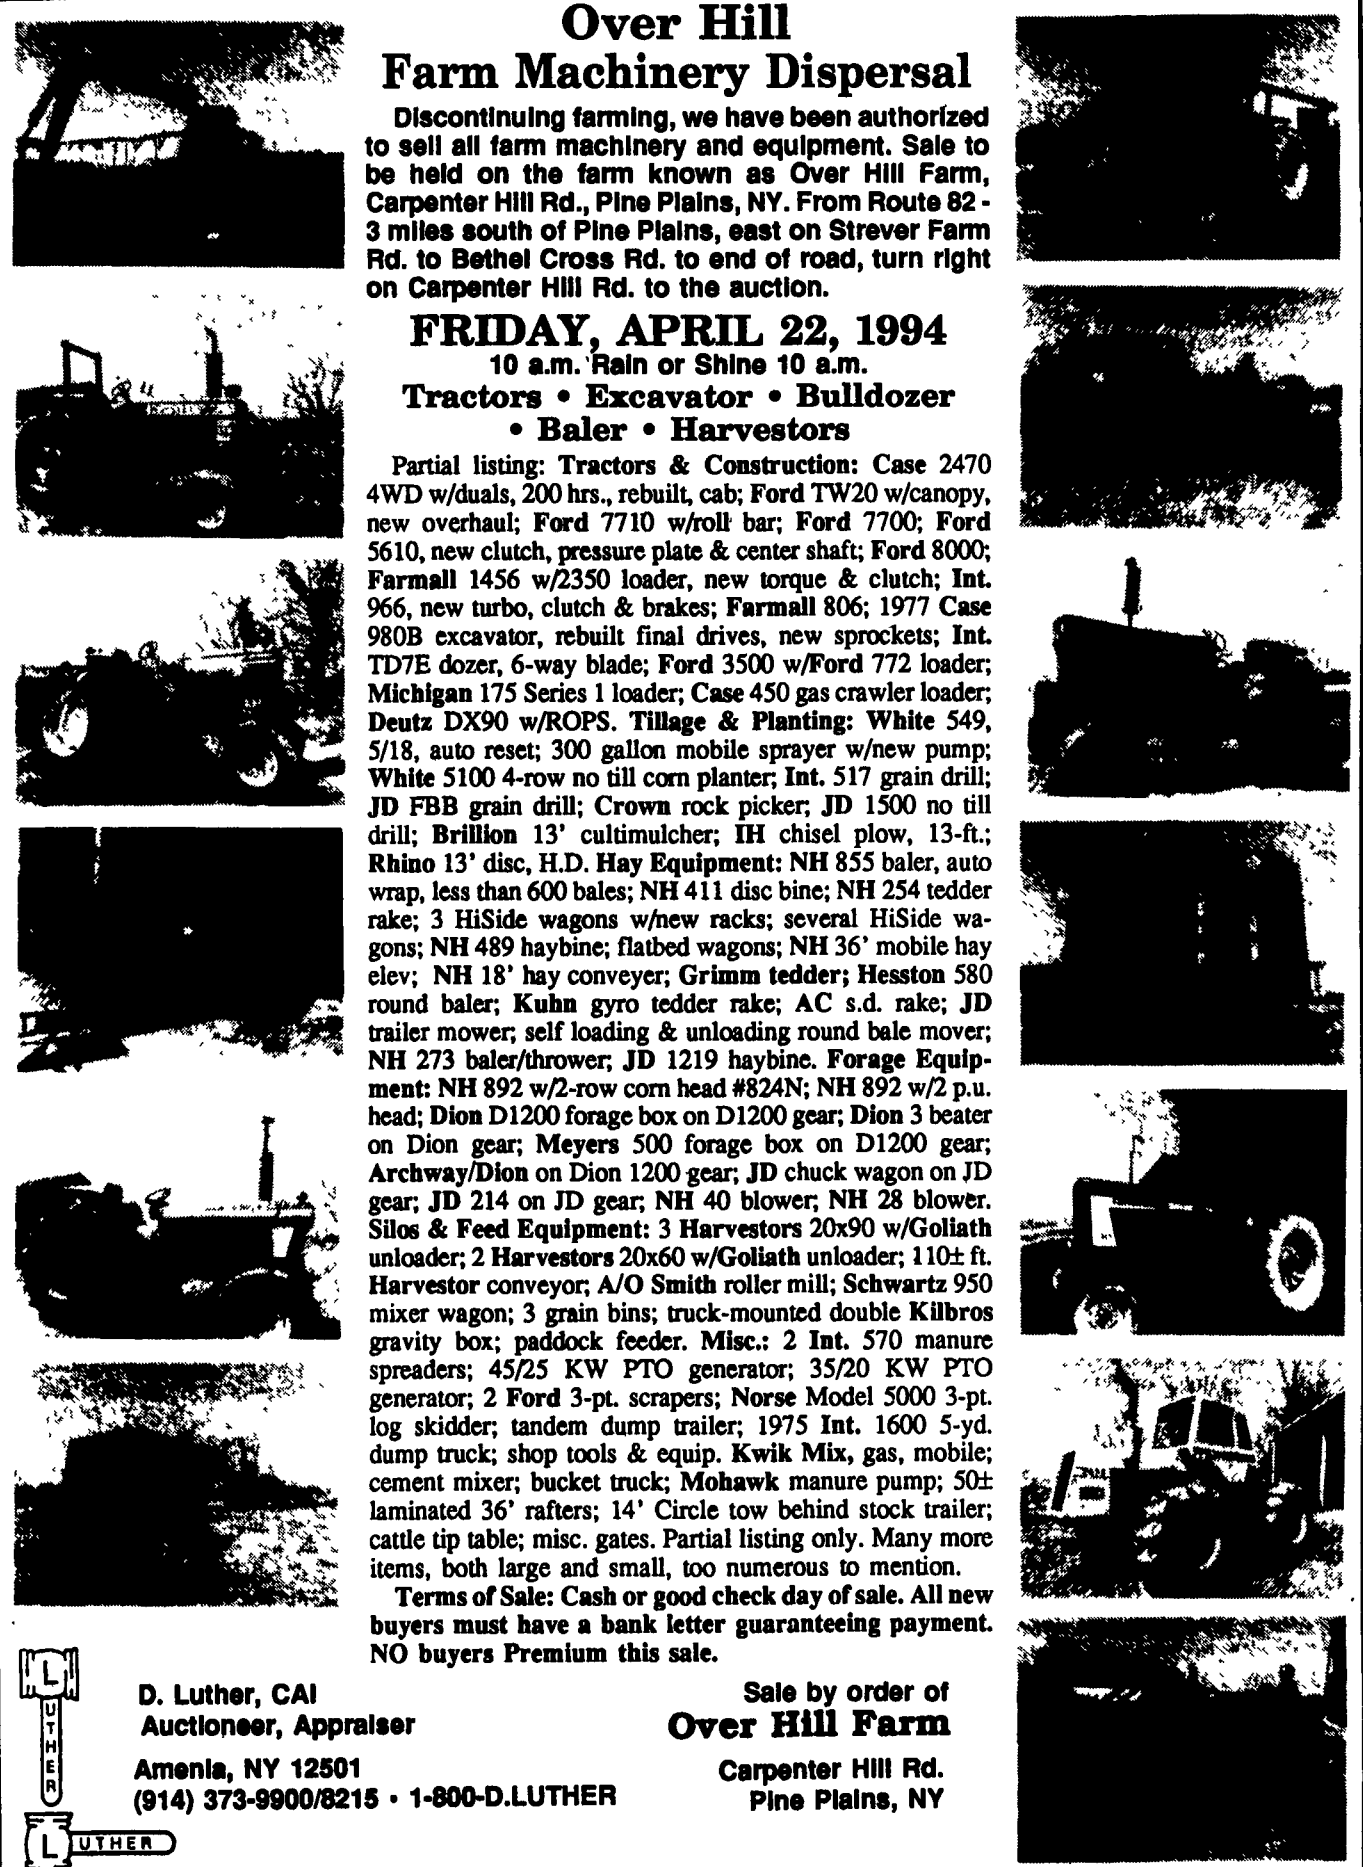 Over Hill
Farm Machinery Dispersal
Discontinuing farming, we have been authorized
to sell all farm machinery and equipment. Sale to
be held on the farm known as Over Hill Farm,
Carpenter Hill Rd., Pine Plains, NY. From Route 82 -
3 miles south of Pine Plains, east on Strever Farm
Rd. to Bethel Cross Rd. to end of road, turn right
on Carpenter Hill Rd. to the auction.
FRIDAY, APRIL 22, 1994
10 a.m. Rain or Shine 10 a.m.
Tractors • Excavator • Bulldozer
• Baler • Harvestors
Partial listing: Tractors & Construction: Case 2470
4WD w/duals, 200 hrs., rebuilt, cab; Ford TW20 w/canopy,
new overhaul; Ford 7710 w/roll bar; Ford 7700; Ford
5610, new clutch, pressure plate & center shaft; Ford 8000;
Farmall 1456 w/2350 loader, new torque & clutch; Int.
966, new turbo, clutch & brakes; Farmall 806; 1977 Case
980B excavator, rebuilt final drives, new sprockets; Int.
TD7E dozer, 6-way blade; Ford 3500 w/Ford 772 loader;
Michigan 175 Series 1 loader; Case 450 gas crawler loader;
Deutz DX90 w/ROPS. Tillage & Planting: White 549,
5/18, auto reset; 300 gallon mobile sprayer w/new pump;
White 5100 4-row no till corn planter; Int. 517 grain drill;
JD FBB grain drill; Crown rock picker; JD 1500 no till
drill; Brillion 13' cultimulcher; IH chisel plow, 13-ft.;
Rhino 13' disc, H.D. Hay Equipment: NH 855 baler, auto
wrap, less than 600 bales; NH 411 disc bine; NH 254 tedder
rake; 3 HiSide wagons w/new racks; several HiSide wa-
gons; NH 489 haybine; flatbed wagons; NH 36' mobile hay
elev; NH 18' hay conveyer; Grimm tedder; Hesston 580
round baler; Kuhn gyro tedder rake; AC s.d. rake; JD
trailer mower; self loading & unloading round bale mover;
NH 273 baler/thrower; JD 1219 haybine. Forage Equip-
ment: NH 892 w/2-row corn head #824N; NH 892 w/2 p.u.
head; Dion D1200 forage box on D1200 gear; Dion 3 beater
on Dion gear; Meyers 500 forage box on D1200 gear;
Archway/Dion on Dion 1200 gear; JD chuck wagon on JD
gear; JD 214 on JD gear; NH 40 blower; NH 28 blower.
Silos & Feed Equipment: 3 Harvestors 20x90 w/Goliath
unloader; 2 Harvestors 20x60 w/Goliath unloader; 110± ft.
Harvestor conveyor; A/O Smith roller mill; Schwartz 950
mixer wagon; 3 grain bins; truck-mounted double Kilbros
gravity box; paddock feeder. Misc.: 2 Int. 570 manure
spreaders; 45/25 KW PTO generator; 35/20 KW PTO
generator; 2 Ford 3-pt. scrapers; Norse Model 5000 3-pt.
log skidder; tandem dump trailer; 1975 Int. 1600 5-yd.
dump truck; shop tools & equip. Kwik Mix, gas, mobile;
cement mixer; bucket truck; Mohawk manure pump; 50±
laminated 36' rafters; 14' Circle tow behind stock trailer;
cattle tip table; misc. gates. Partial listing only. Many more
items, both large and small, too numerous to mention.
Terms of Sale: Cash or good check day of sale. All new
buyers must have a bank letter guaranteeing payment.
NO buyers Premium this sale.
LUTHER
LUTHER
D. Luther, CAI
Auctioneer, Appraiser
Amenia, NY 12501
(914) 373-9900/8215 • 1-800-D.LUTHER
Sale by order of
Over Hill Farm
Carpenter Hill Rd.
Pine Plains, NY